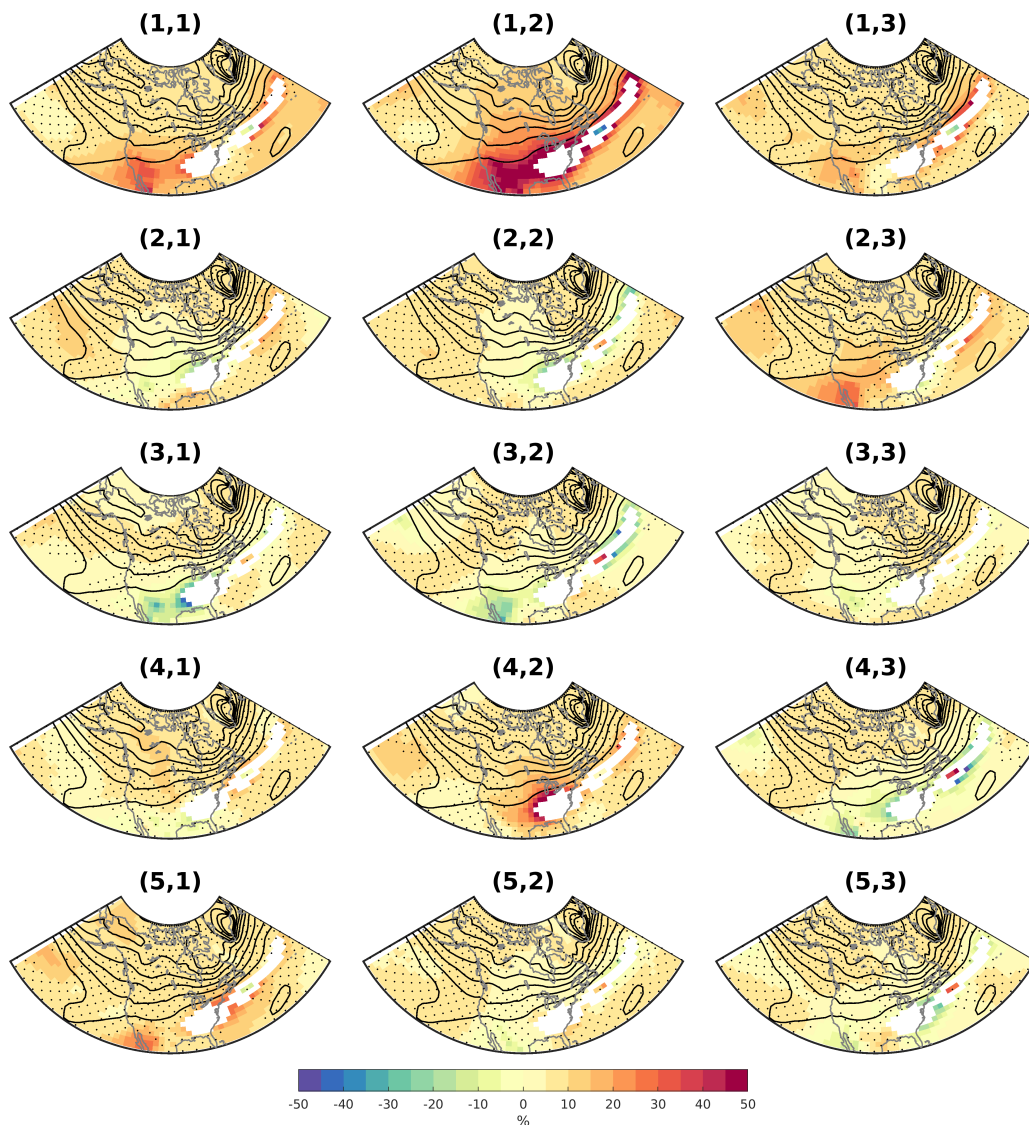 (1,1) (1,2) (1,3)
(2,1) (2,2) (2,3)
(3,1) (3,2) (3,3)
(4,1) (4,2) (4,3)
(5,1) (5,2) (5,3)
-50 -40 -30 -20 -10 0 10 20 30 40 50
%